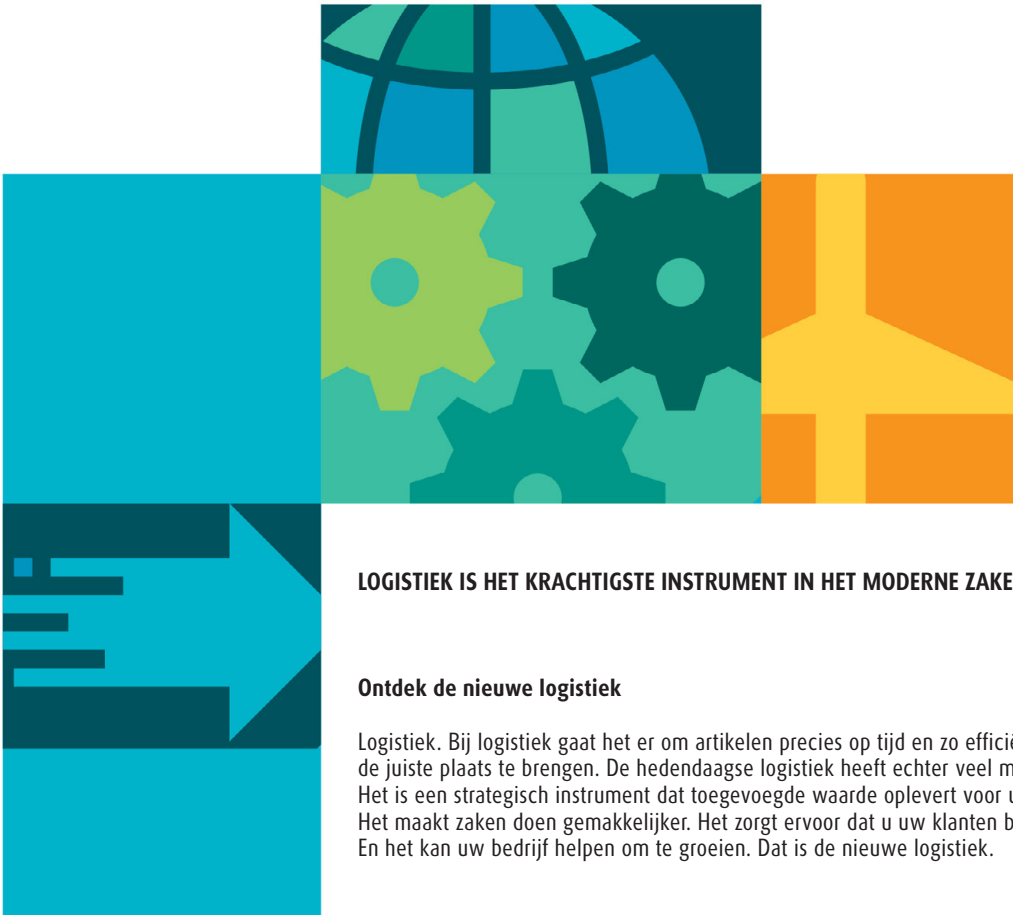 LOGISTIEK IS HET KRACHTIGSTE INSTRUMENT IN HET MODERNE ZAKE
Ontdek de nieuwe logistiek
Logistiek. Bij logistiek gaat het er om artikelen precies op tijd en zo effici
de juiste plaats te brengen. De hedendaagse logistiek heeft echter veel m
Het is een strategisch instrument dat toegevoegde waarde oplevert voor u
Het maakt zaken doen gemakkelijker. Het zorgt ervoor dat u uw klanten b
En het kan uw bedrijf helpen om te groeien. Dat is de nieuwe logistiek.